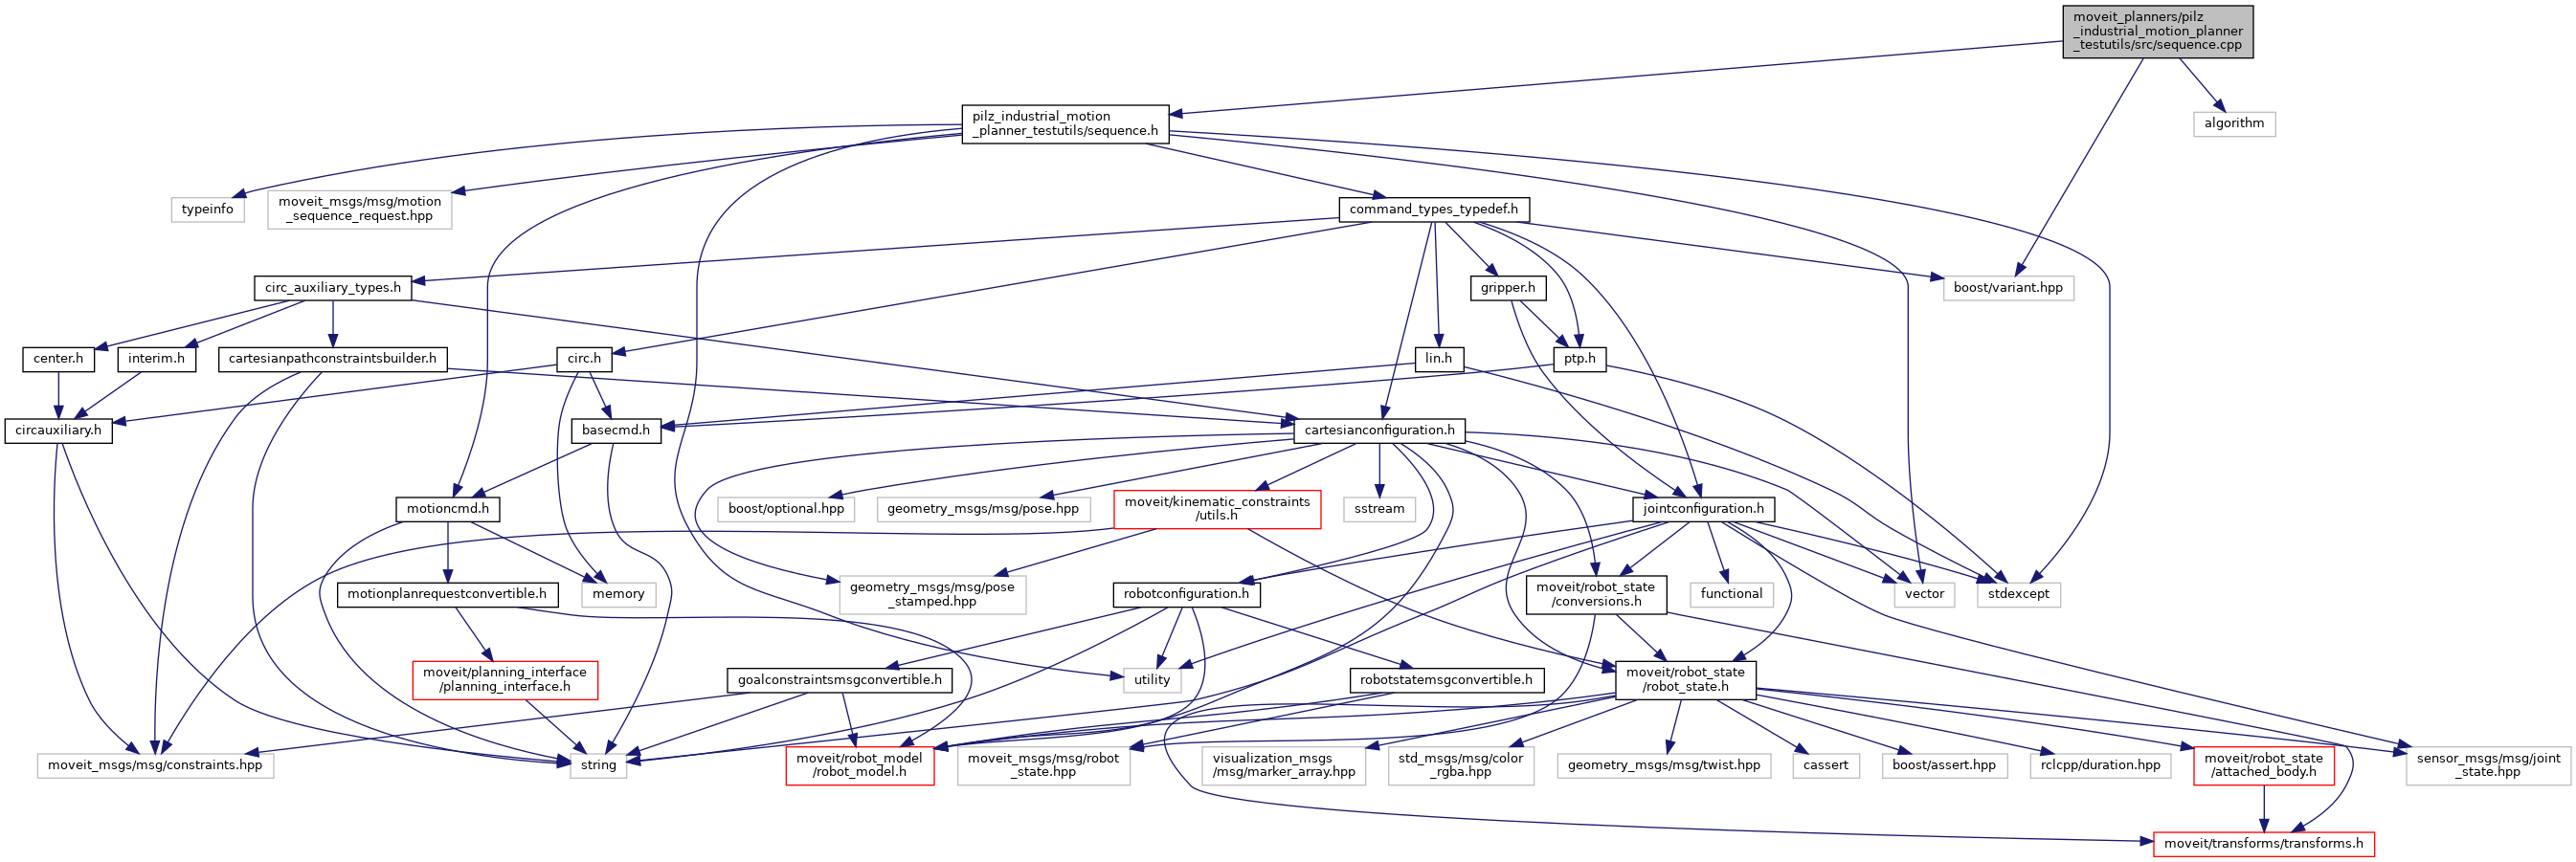 moveit_planners/pilz
_industrial_motion_planner
_testutils/src/sequence.cpp
pilz_industrial_motion
_planner_testutils/sequence.h
algorithm
typeinfo
moveit_msgs/msg/motion
_sequence_request.hpp
command_types_typedef.h
circ_auxiliary_types.h
gripper.h
boost/variant.hpp
center.h
interim.h
cartesianpathconstraintsbuilder.h
circ.h
lin.h
ptp.h
circauxiliary.h
basecmd.h
cartesianconfiguration.h
motioncmd.h
boost/optional.hpp
geometry_msgs/msg/pose.hpp
moveit/kinematic_constraints
/utils.h
sstream
jointconfiguration.h
motionplanrequestconvertible.h
memory
geometry_msgs/msg/pose
_stamped.hpp
robotconfiguration.h
moveit/robot_state
/conversions.h
functional
vector
stdexcept
moveit/planning_interface
/planning_interface.h
goalconstraintsmsgconvertible.h
utility
robotstatemsgconvertible.h
moveit/robot_state
/robot_state.h
moveit_msgs/msg/constraints.hpp
string
moveit/robot_model
/robot_model.h
moveit_msgs/msg/robot
_state.hpp
visualization_msgs
/msg/marker_array.hpp
std_msgs/msg/color
_rgba.hpp
geometry_msgs/msg/twist.hpp
cassert
boost/assert.hpp
rclcpp/duration.hpp
moveit/robot_state
/attached_body.h
sensor_msgs/msg/joint
_state.hpp
moveit/transforms/transforms.h